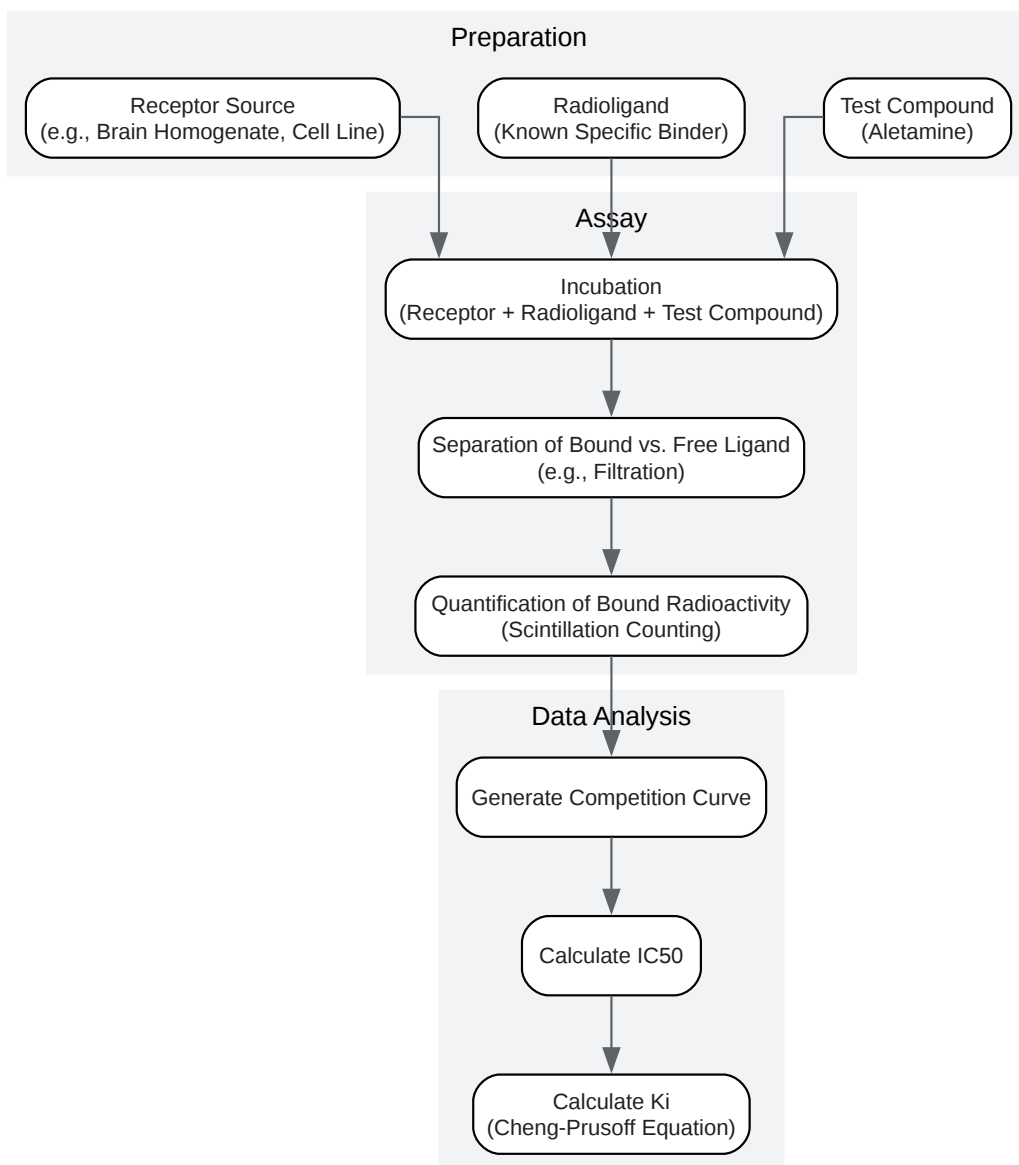 Preparation
Receptor Source
(e.g., Brain Homogenate, Cell Line)
Radioligand
(Known Specific Binder)
Test Compound
(Aletamine)
Assay
Incubation
(Receptor + Radioligand + Test Compound)
Separation of Bound vs. Free Ligand
(e.g., Filtration)
Quantification of Bound Radioactivity
(Scintillation Counting)
Data Analysis
Generate Competition Curve
Calculate IC50
Calculate Ki
(Cheng-Prusoff Equation)